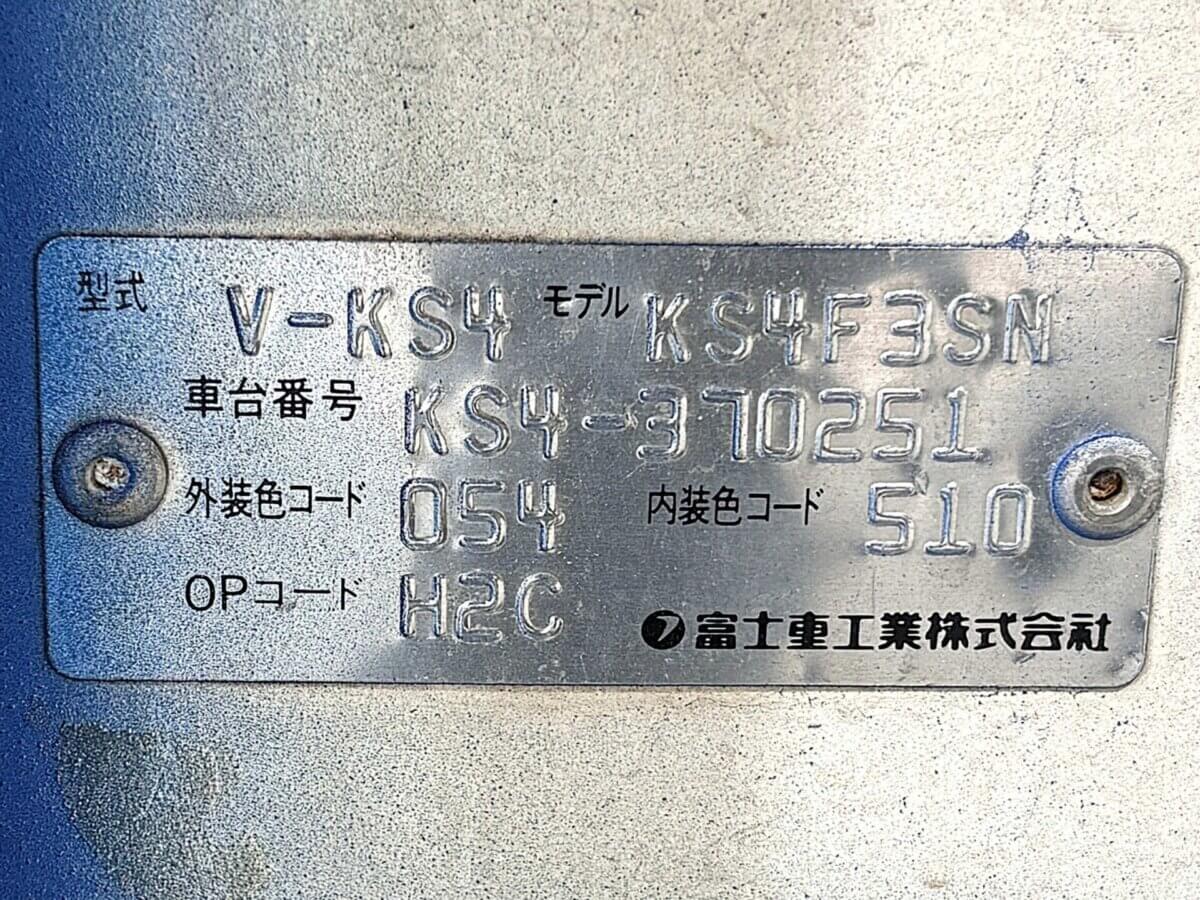 型式 V-KS4 モデル KS4F3SN
車台番号 KS4-370251
外装色コード 054 内装色コード 510
OPコード H2C
富士重工業株式会社